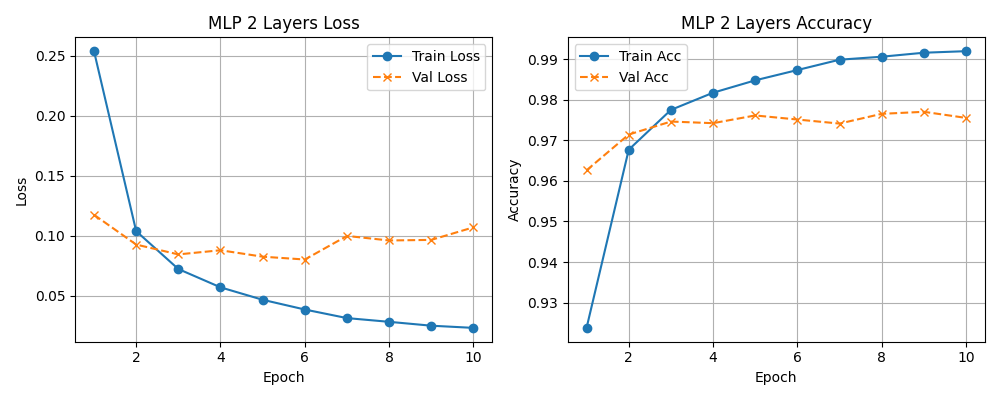 MLP 2 Layers Loss
Train Loss
Val Loss
0.25
0.20
0.15
0.10
0.05
Loss
2 4 6 8 10
Epoch
MLP 2 Layers Accuracy
Train Acc
Val Acc
0.99
0.98
0.97
0.96
0.95
0.94
0.93
Accuracy
2 4 6 8 10
Epoch